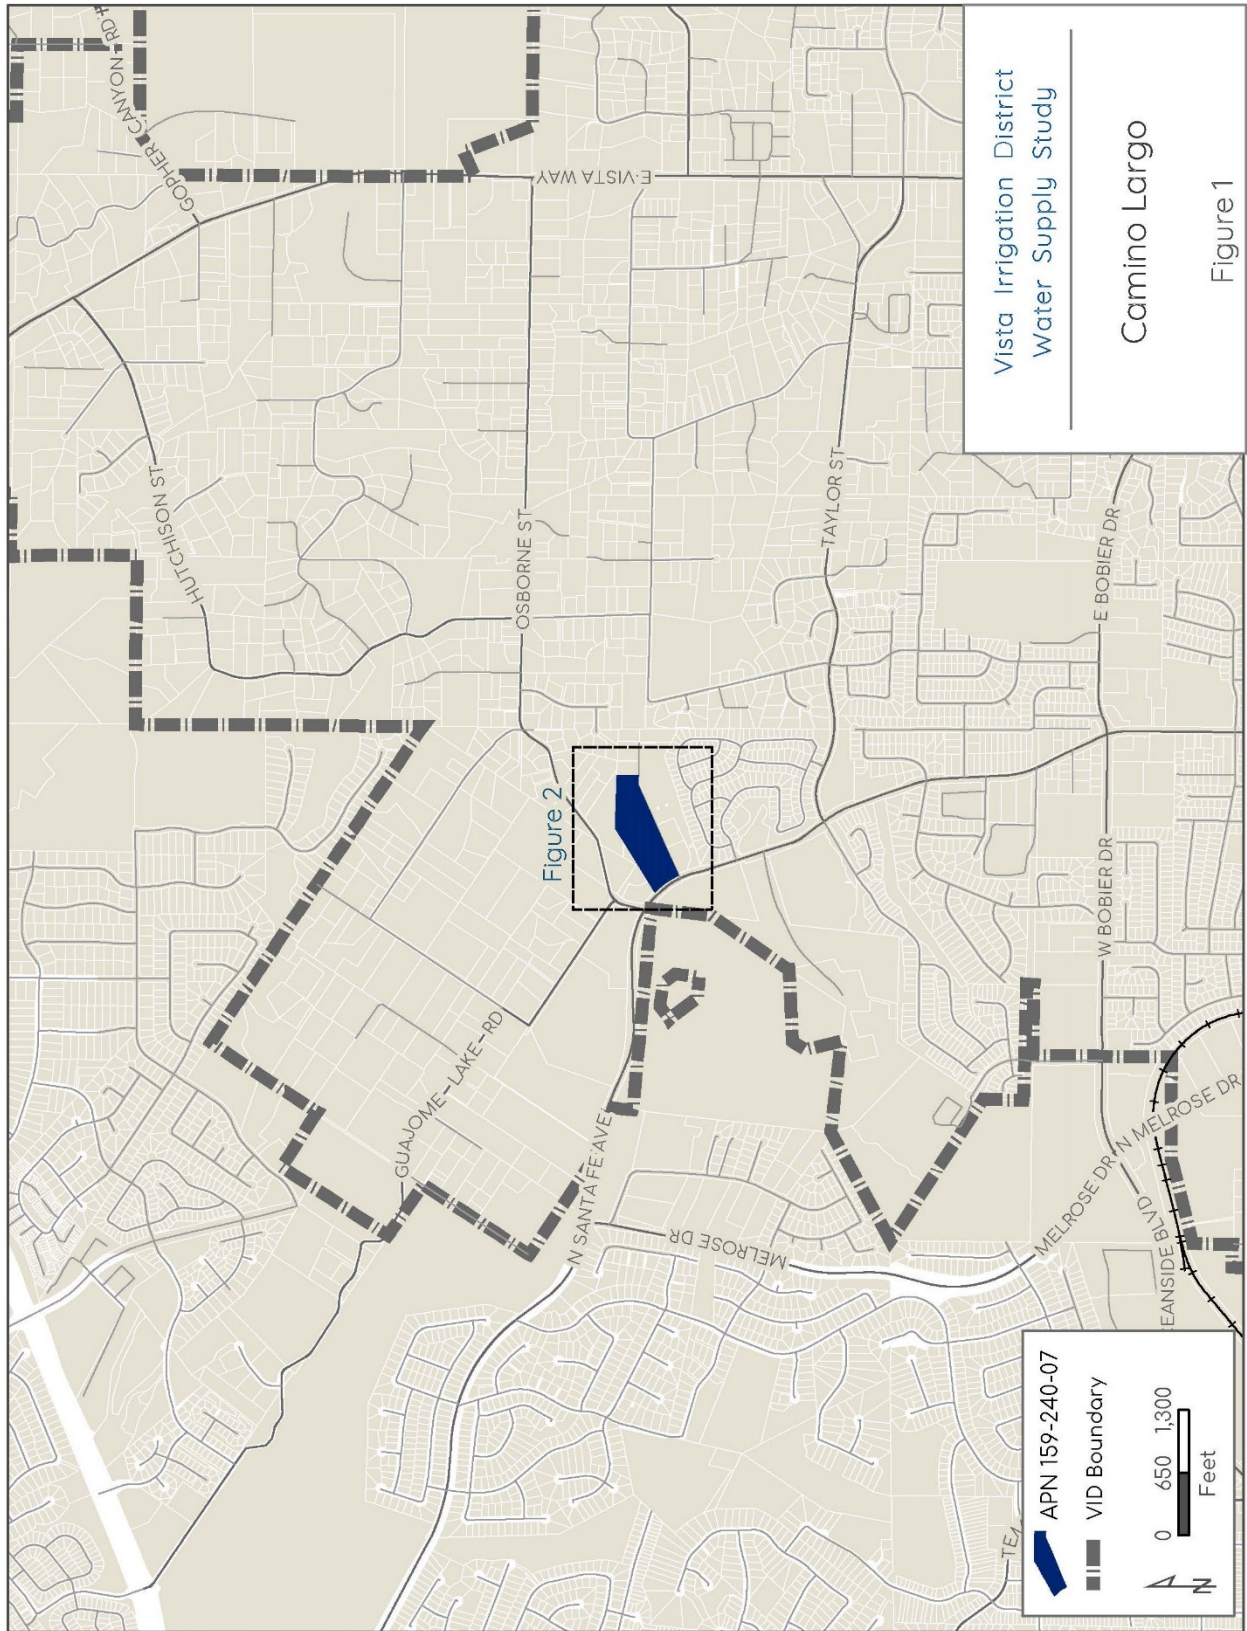 Vista Irrigation District
Water Supply Study
Camino Largo
Figure 1
APN 159-240-07
VID Boundary
N
0 650 1,300
Feet
Figure 2
GOPHER CANYON RD
E VISTA WAY
HUTCHISON ST
OSBORNE ST
TAYLOR ST
E BOBIER DR
W BOBIER DR
GUAJOME LAKE RD
N SANTA FE AVE
MELROSE DR
MELROSE DR
N MELROSE DR
EANSIDE BLVD